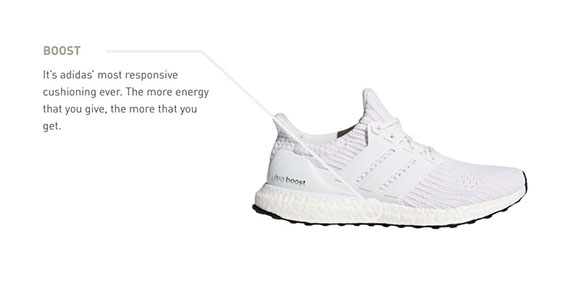 BOOST
It's adidas' most responsive
cushioning ever. The more energy
that you give, the more that you
get.
boost